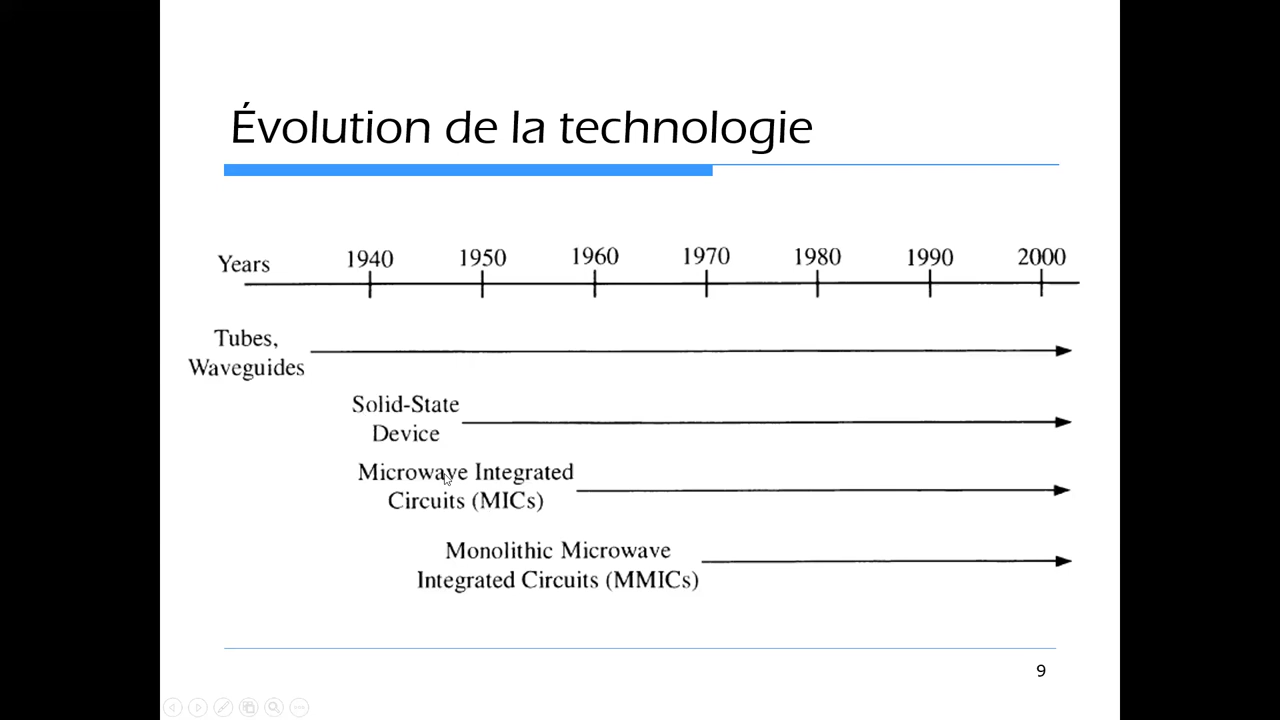 Évolution de la technologie
Years 1940 1950 1960 1970 1980 1990 2000
Tubes,
Waveguides
Solid-State
Device
Microwave Integrated
Circuits (MICs)
Monolithic Microwave
Integrated Circuits (MMICs)
9